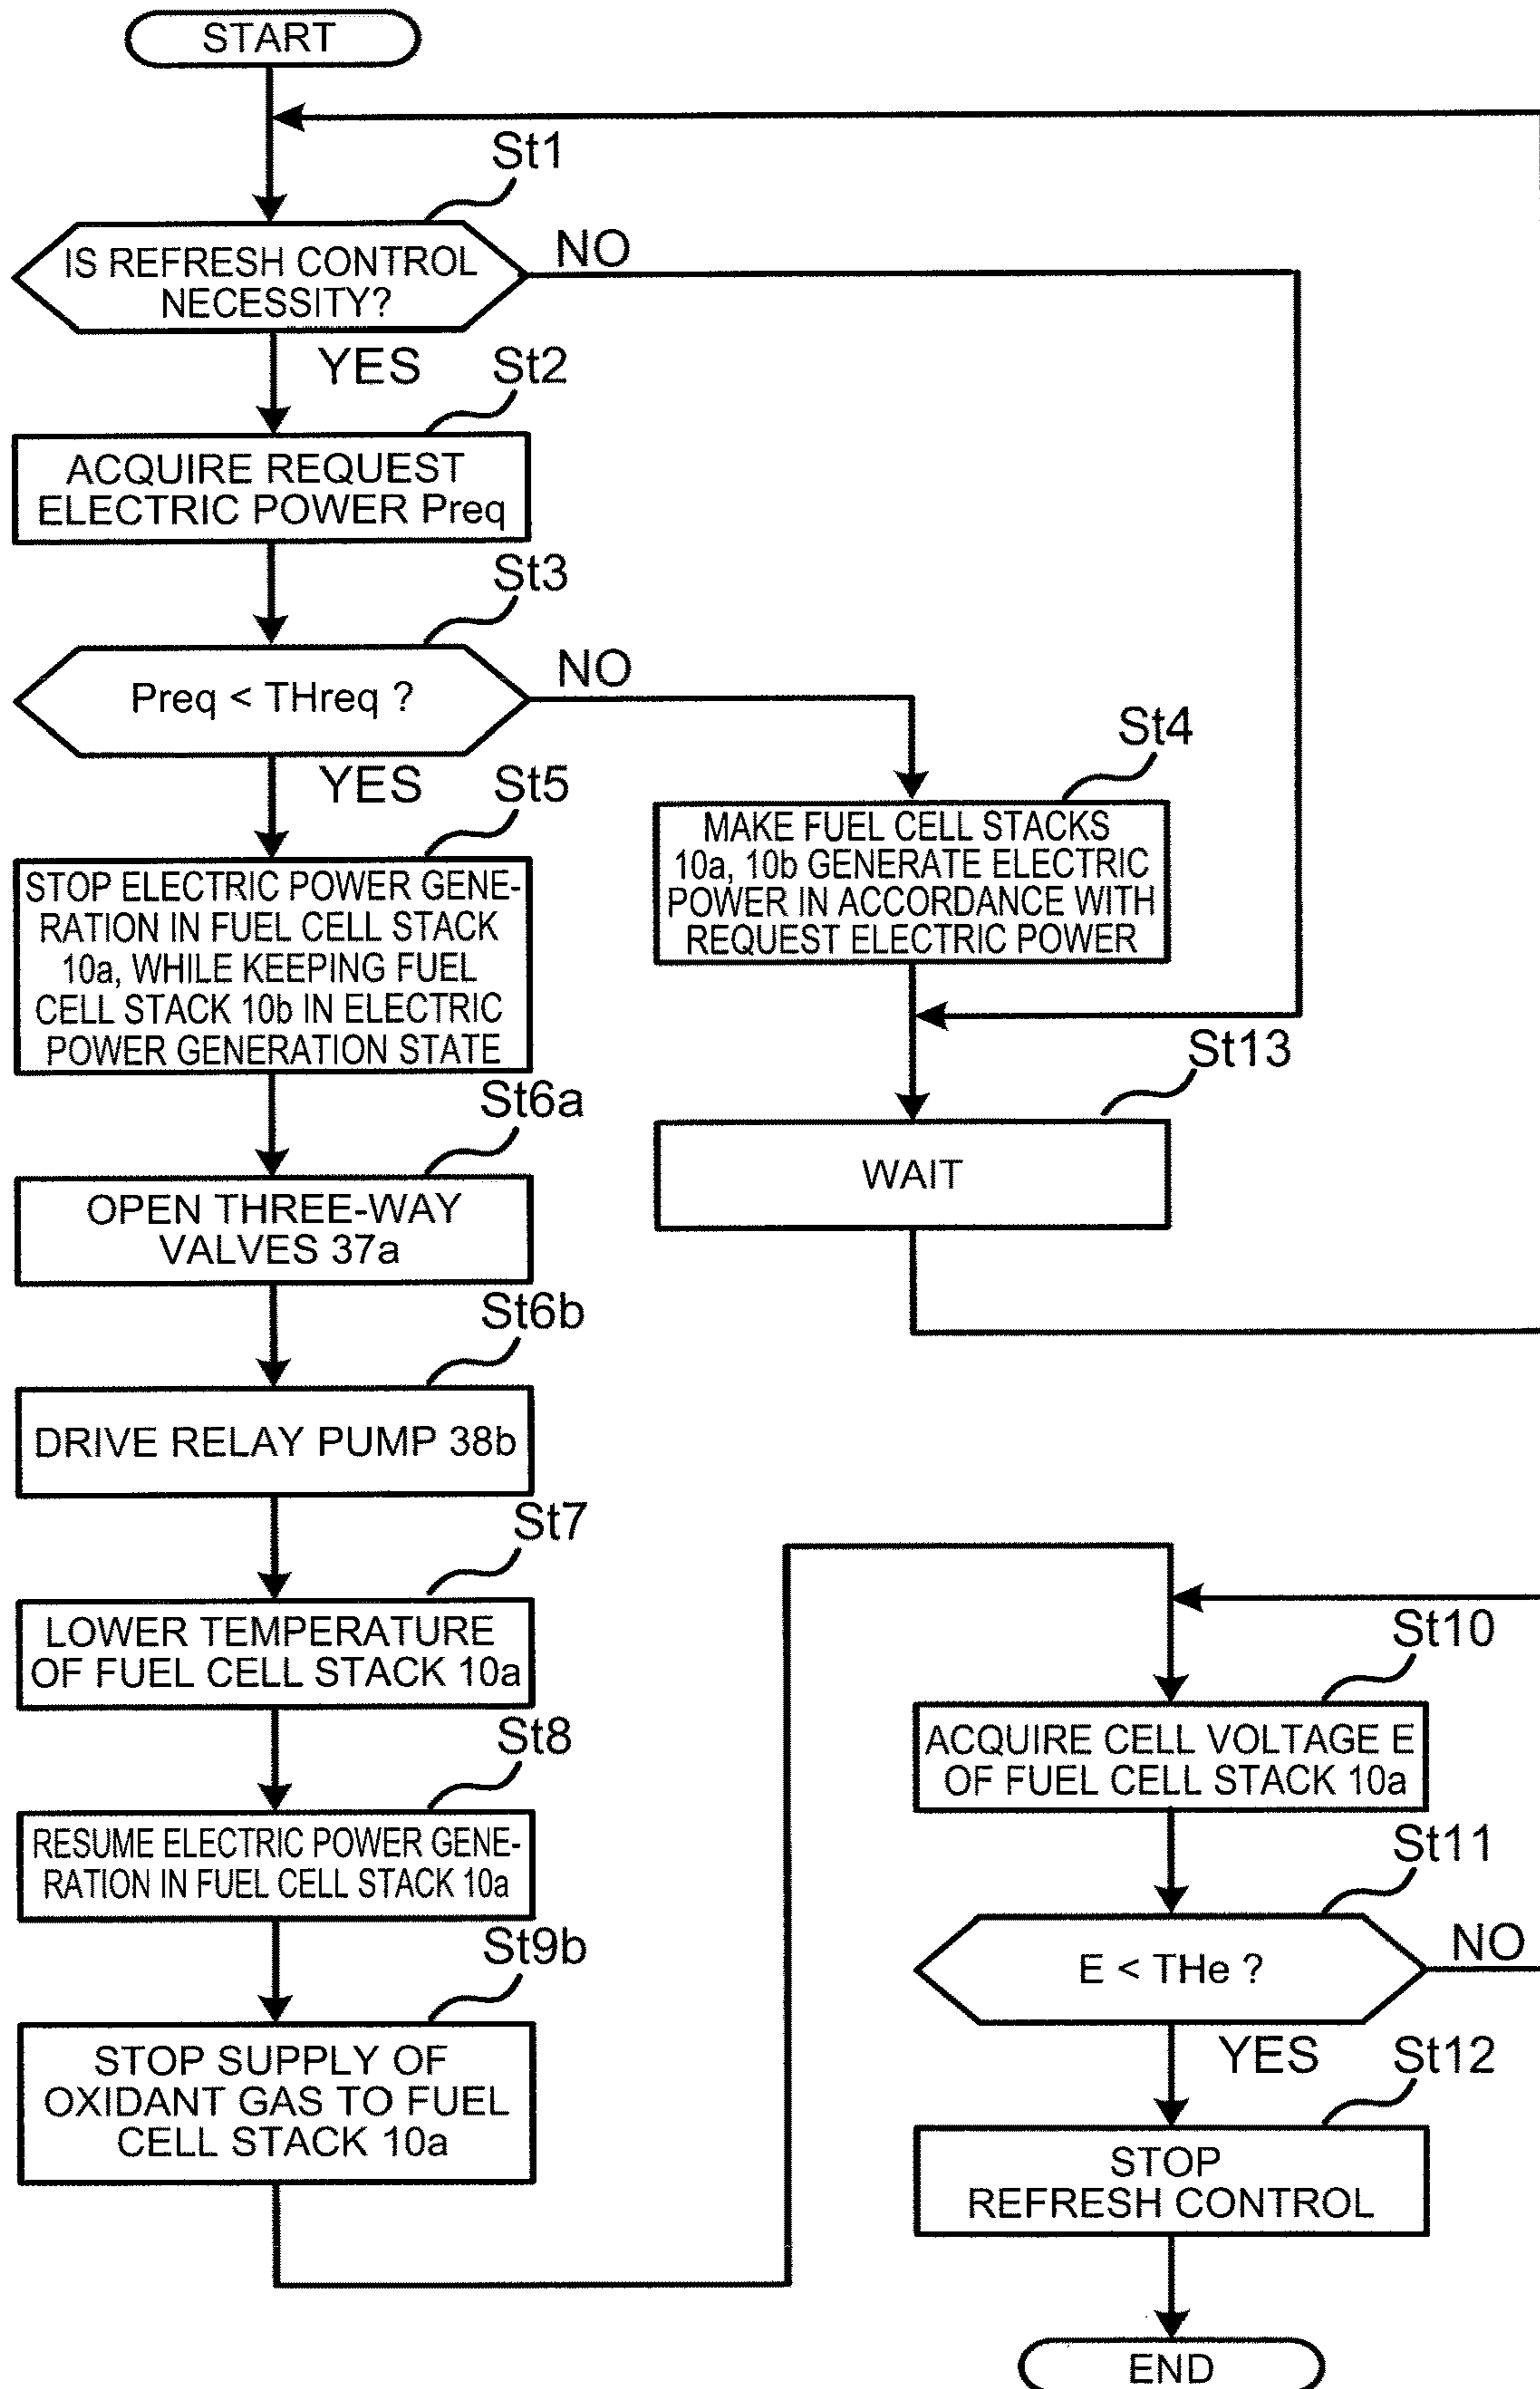 START
St1
IS REFRESH CONTROL
NECESSITY?
NO
YES
St2
ACQUIRE REQUEST
ELECTRIC POWER Preq
St3
Preq < THreq ?
NO
YES
St4
MAKE FUEL CELL STACKS
10a, 10b GENERATE ELECTRIC
POWER IN ACCORDANCE WITH
REQUEST ELECTRIC POWER
St5
STOP ELECTRIC POWER GENE-
RATION IN FUEL CELL STACK
10a, WHILE KEEPING FUEL
CELL STACK 10b IN ELECTRIC
POWER GENERATION STATE
St13
WAIT
St6a
OPEN THREE-WAY
VALVES 37a
St6b
DRIVE RELAY PUMP 38b
St7
LOWER TEMPERATURE
OF FUEL CELL STACK 10a
St8
RESUME ELECTRIC POWER GENE-
RATION IN FUEL CELL STACK 10a
St9b
STOP SUPPLY OF
OXIDANT GAS TO FUEL
CELL STACK 10a
St10
ACQUIRE CELL VOLTAGE E
OF FUEL CELL STACK 10a
St11
E < THe ?
NO
YES
St12
STOP
REFRESH CONTROL
END